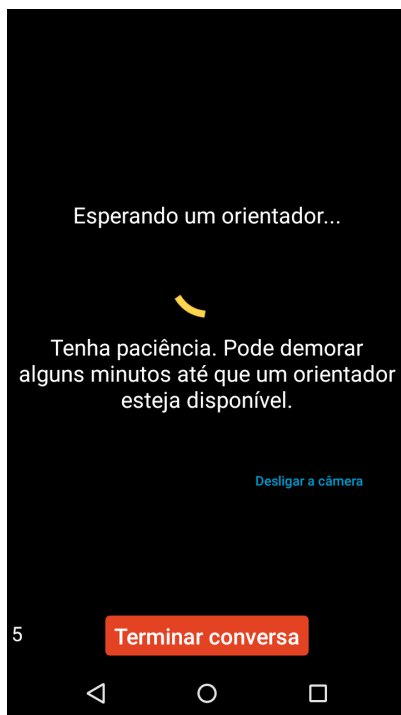 Esperando um orientador...
Tenha paciência. Pode demorar
alguns minutos até que um orientador
esteja disponível.
Desligar a câmera
5
Terminar conversa